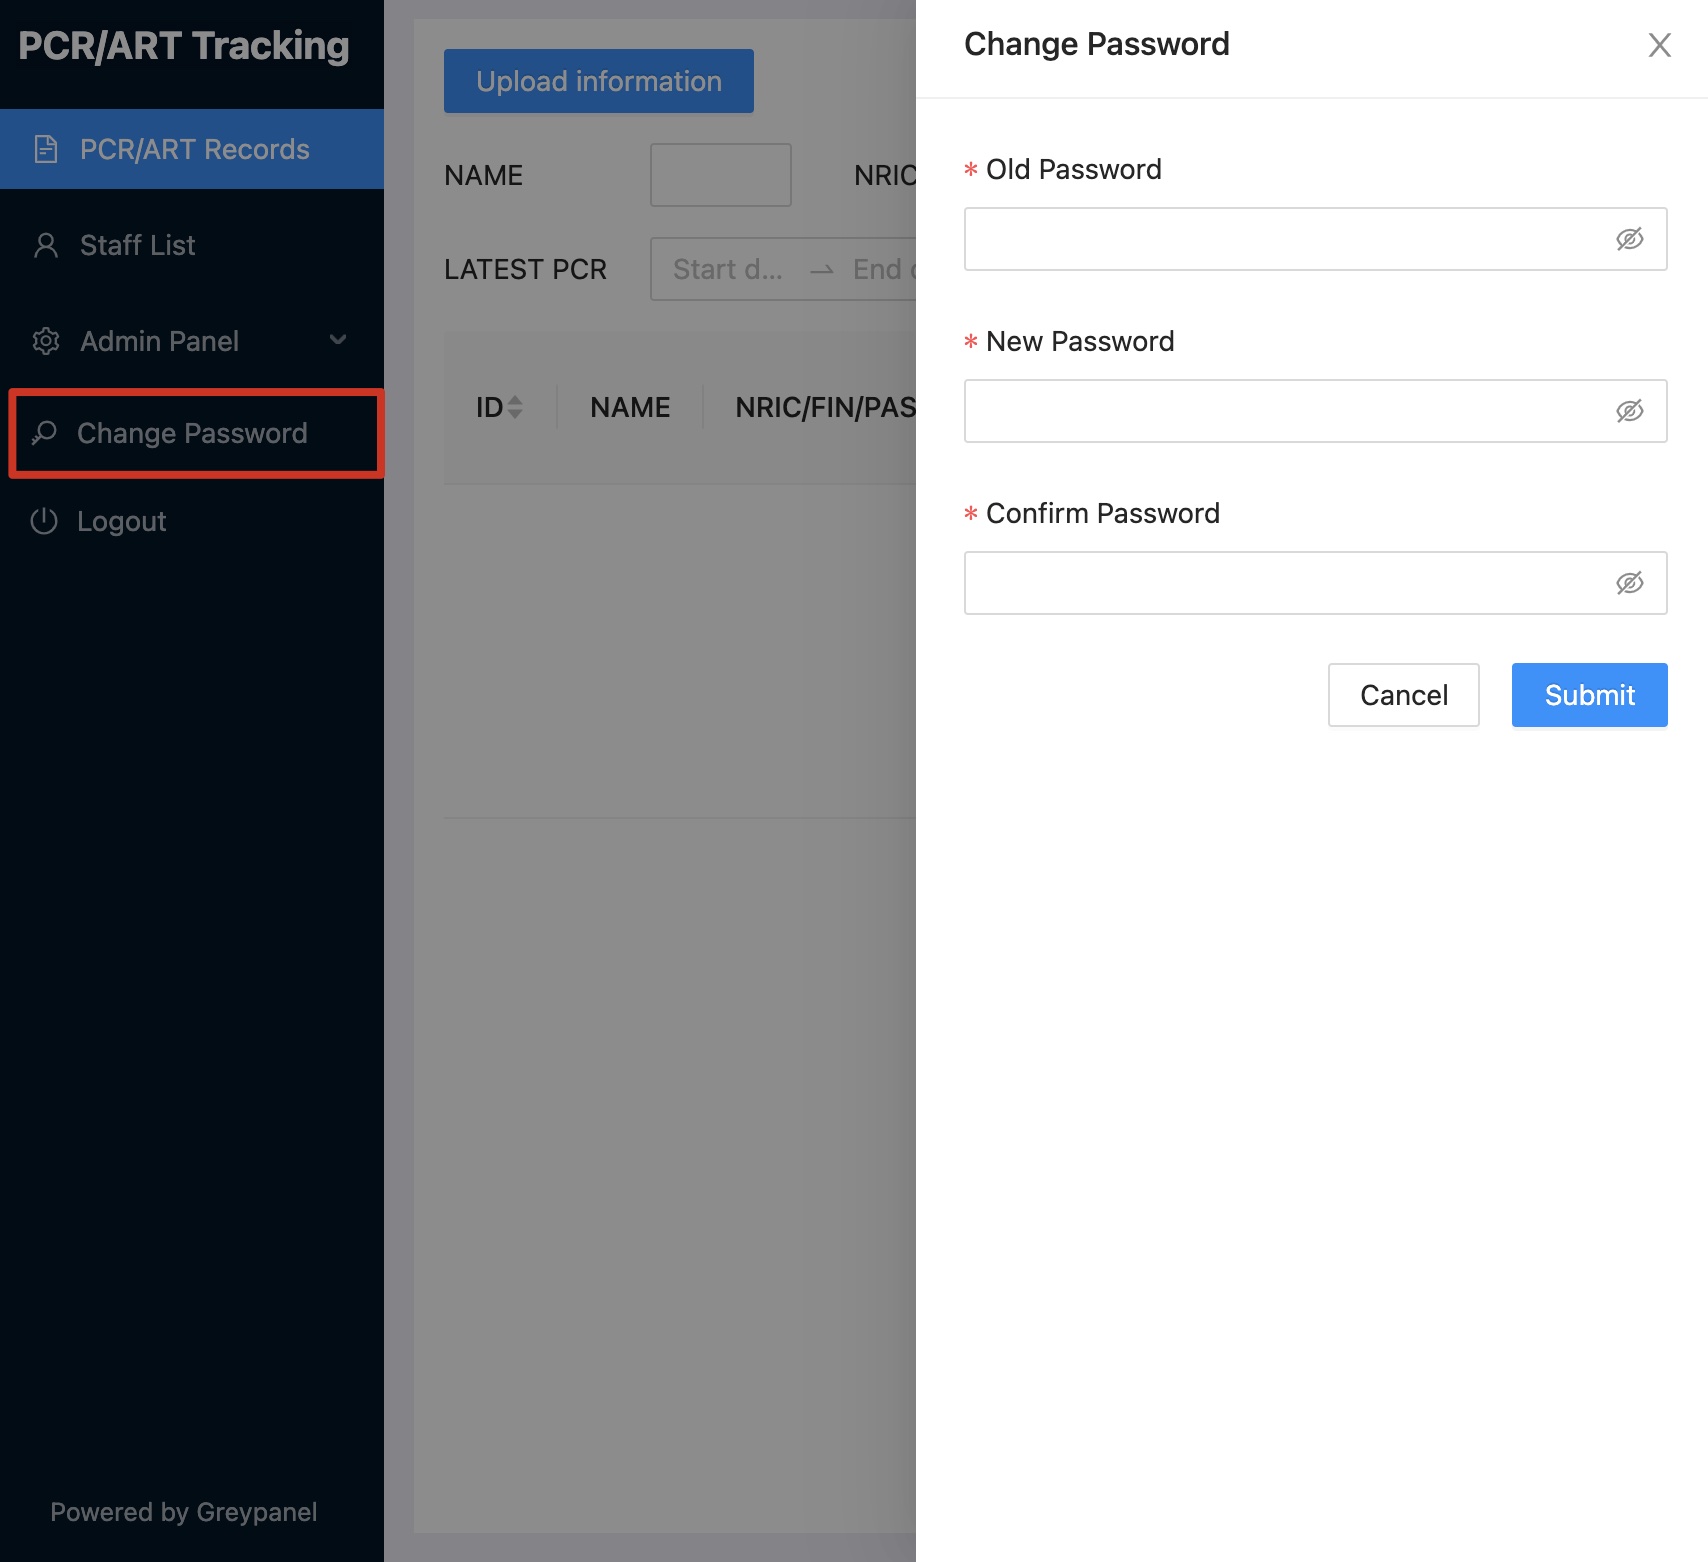 PCR/ART Tracking
PCR/ART Records
Staff List
Admin Panel
Change Password
Logout
Powered by Greypanel
Upload information
NAME
NRIC
LATEST PCR
Start d... → End
ID
NAME
NRIC/FIN/PAS
Change Password
* Old Password
* New Password
* Confirm Password
Cancel
Submit